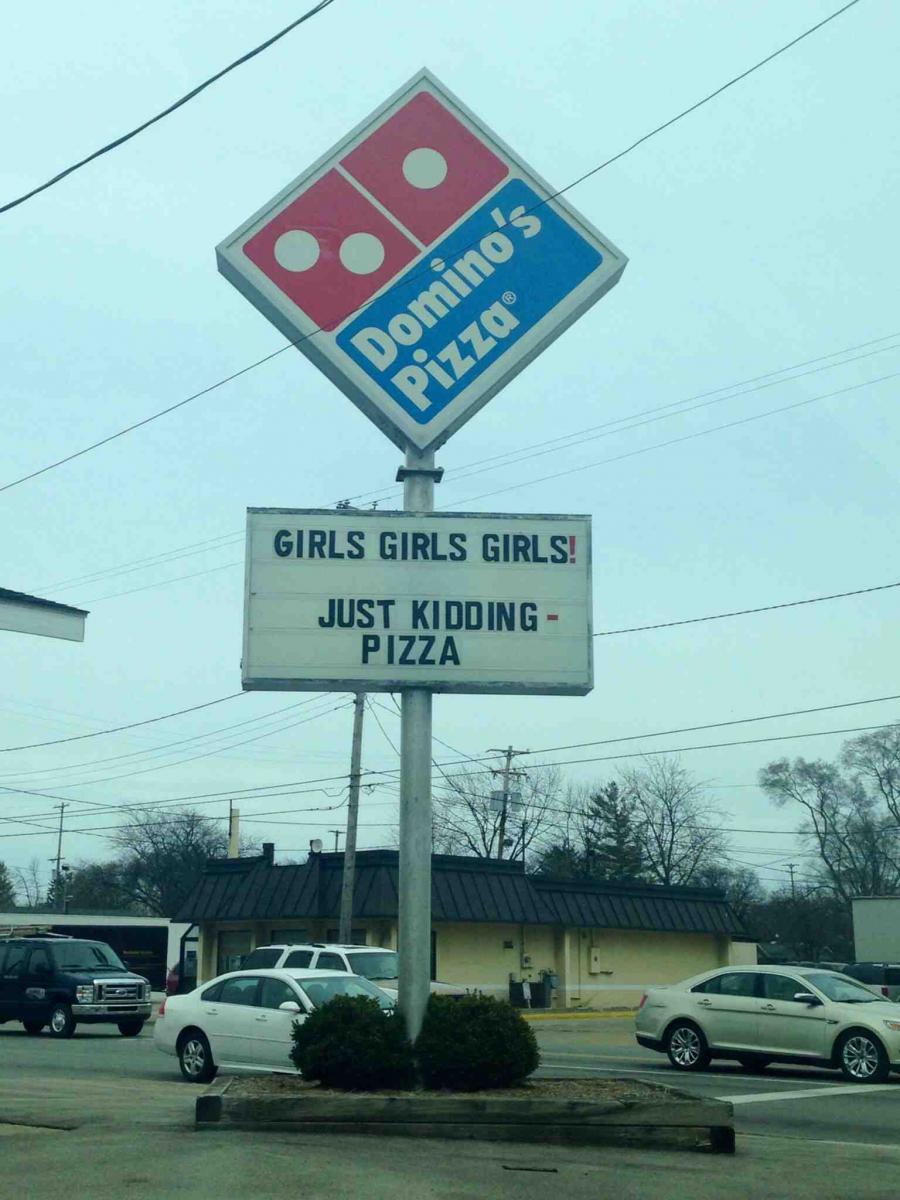 Domino's
Pizza®
GIRLS GIRLS GIRLS!
JUST KIDDING-
PIZZA